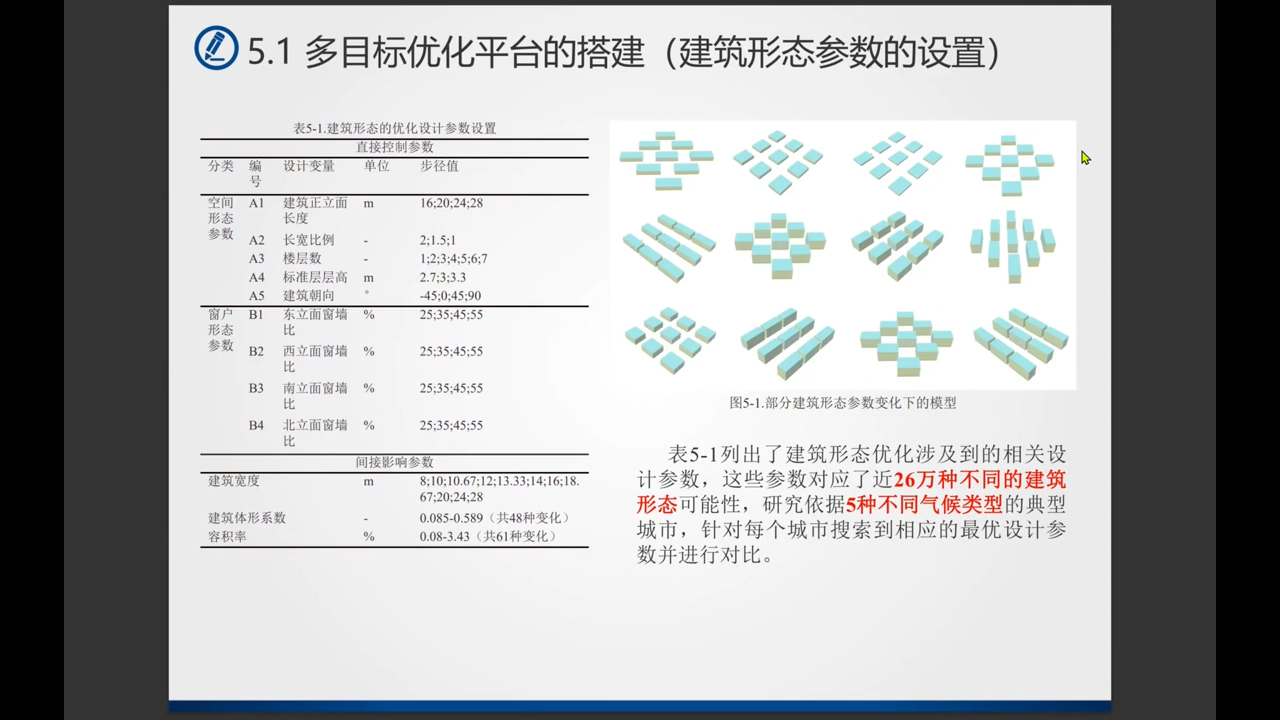 5.1 多目标优化平台的搭建（建筑形态参数的设置）
表5-1.建筑形态的优化设计参数设置
直接控制参数
分类 编号 设计变量 单位 步径值
空间形态参数 A1 建筑正立面长度 m 16;20;24;28
A2 长宽比例 - 2;1.5;1
A3 楼层数 - 1;2;3;4;5;6;7
A4 标准层层高 m 2.7;3;3.3
A5 建筑朝向 ° -45;0;45;90
窗户形态参数 B1 东立面窗墙比 % 25;35;45;55
B2 西立面窗墙比 % 25;35;45;55
B3 南立面窗墙比 % 25;35;45;55
B4 北立面窗墙比 % 25;35;45;55
间接影响参数
建筑宽度 m 8;10;10.67;12;13.33;14;16;18.
67;20;24;28
建筑体形系数 - 0.085-0.589（共48种变化）
容积率 % 0.08-3.43（共61种变化）
图5-1.部分建筑形态参数变化下的模型
表5-1列出了建筑形态优化涉及到的相关设
计参数，这些参数对应了近26万种不同的建筑
形态可能性，研究依据5种不同气候类型的典型
城市，针对每个城市搜索到相应的最优设计参
数并进行对比。